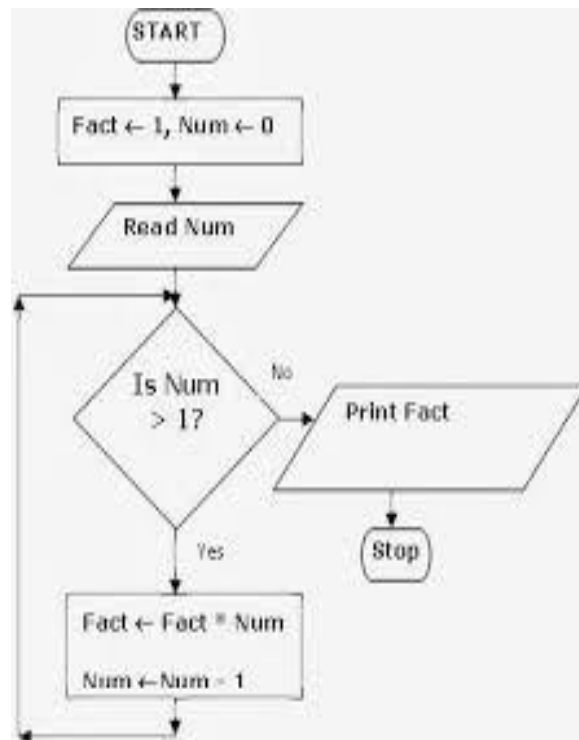 START
Fact ← 1, Num ← 0
Read Num
Is Num
> 1?
No
Print Fact
Stop
Yes
Fact ← Fact * Num
Num ← Num - 1